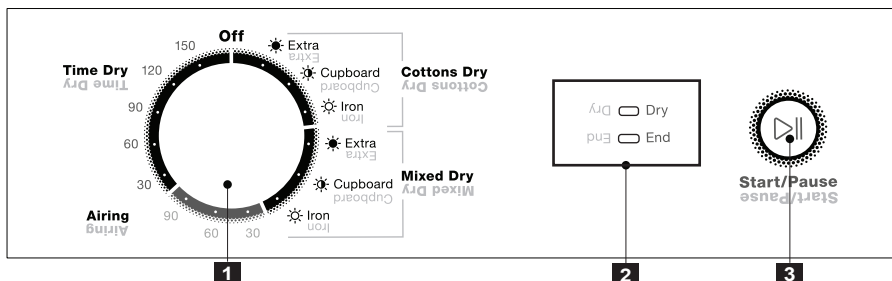 Off
150
Extra
Extra
Time Dry
Time Dry
120
Cupboard
Cupboard
Cottons Dry
Cottons Dry
90
Iron
Iron
60
Extra
Extra
30
Cupboard
Cupboard
Mixed Dry
Mixed Dry
Airing
Airing
90
60
30
Iron
Iron
Dry
Dry
End
End
Start/Pause
Start/Pause
1
2
3